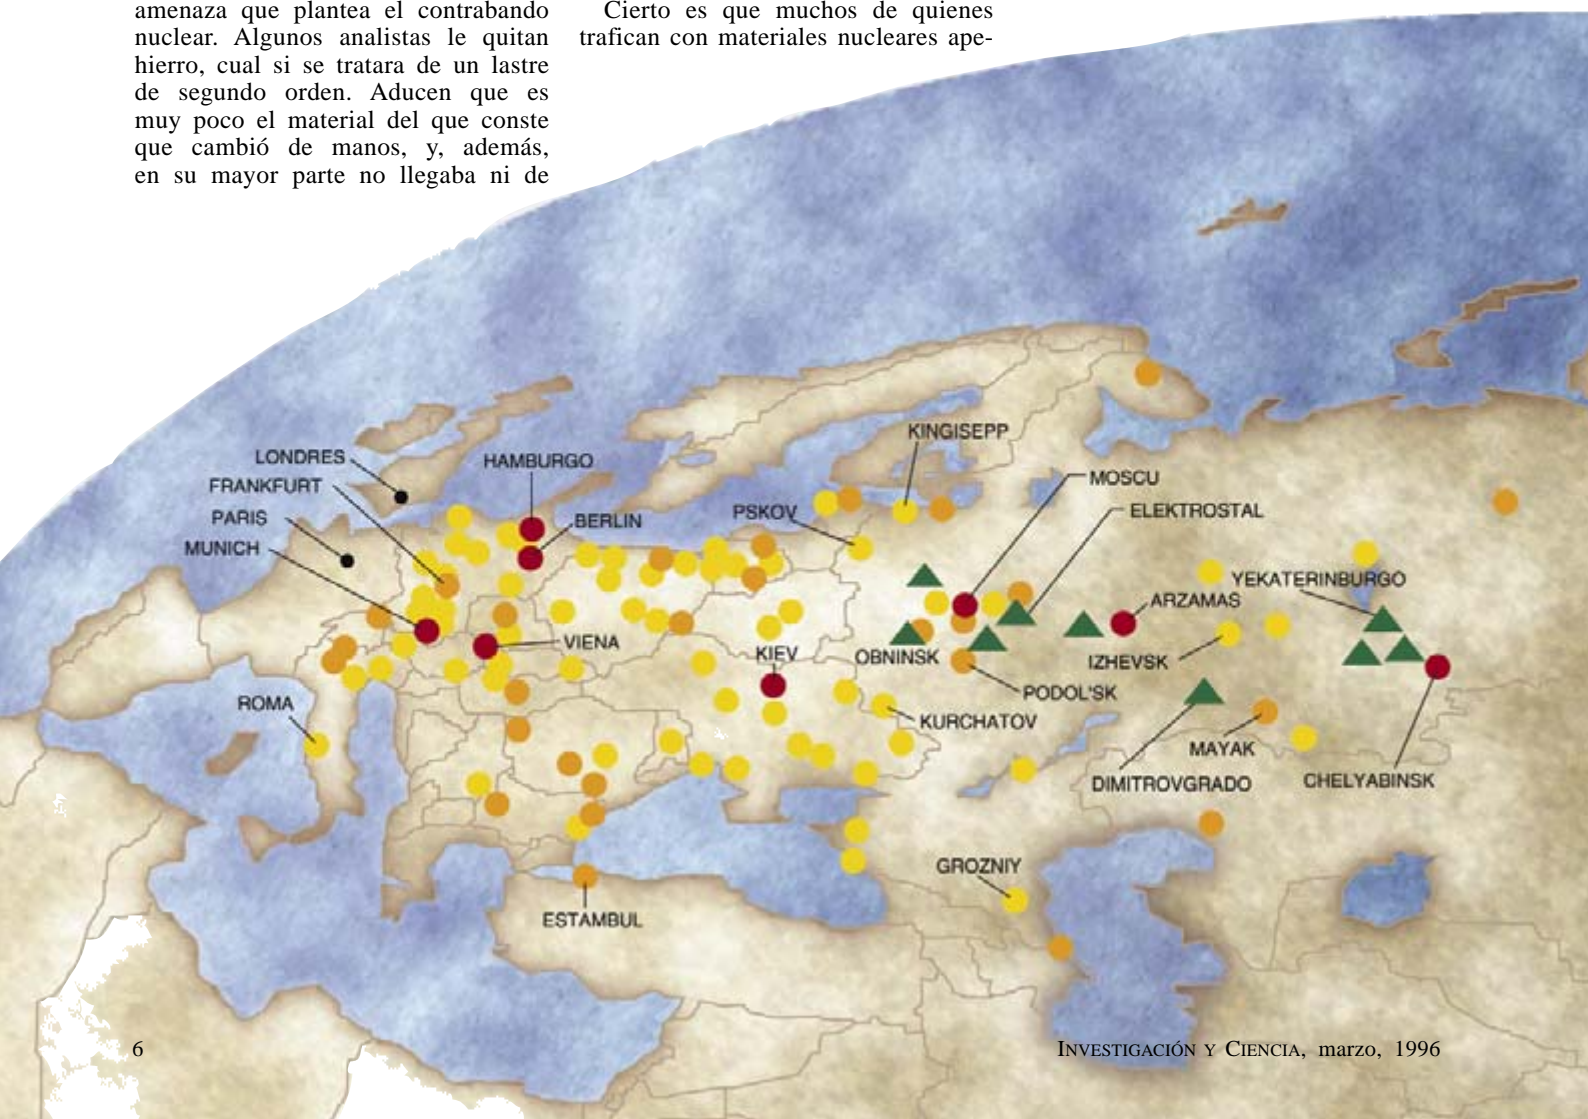 amenaza que plantea el contrabando
nuclear. Algunos analistas le quitan
hierro, cual si se tratara de un lastre
de segundo orden. Aducen que es
muy poco el material del que conste
que cambió de manos, y, además,
en su mayor parte no llegaba ni de
Cierto es que muchos de quienes
trafican con materiales nucleares ape-
LONDRES
FRANKFURT
PARIS
MUNICH
HAMBURGO
BERLIN
VIENA
ROMA
ESTAMBUL
PSKOV
KINGISEPP
MOSCU
ELEKTROSTAL
KIEV
OBNINSK
PODOL'SK
KURCHATOV
ARZAMAS
IZHEVSK
YEKATERINBURGO
MAYAK
DIMITROVGRADO
CHELYABINSK
GROZNIY
6
INVESTIGACIÓN Y CIENCIA, marzo, 1996